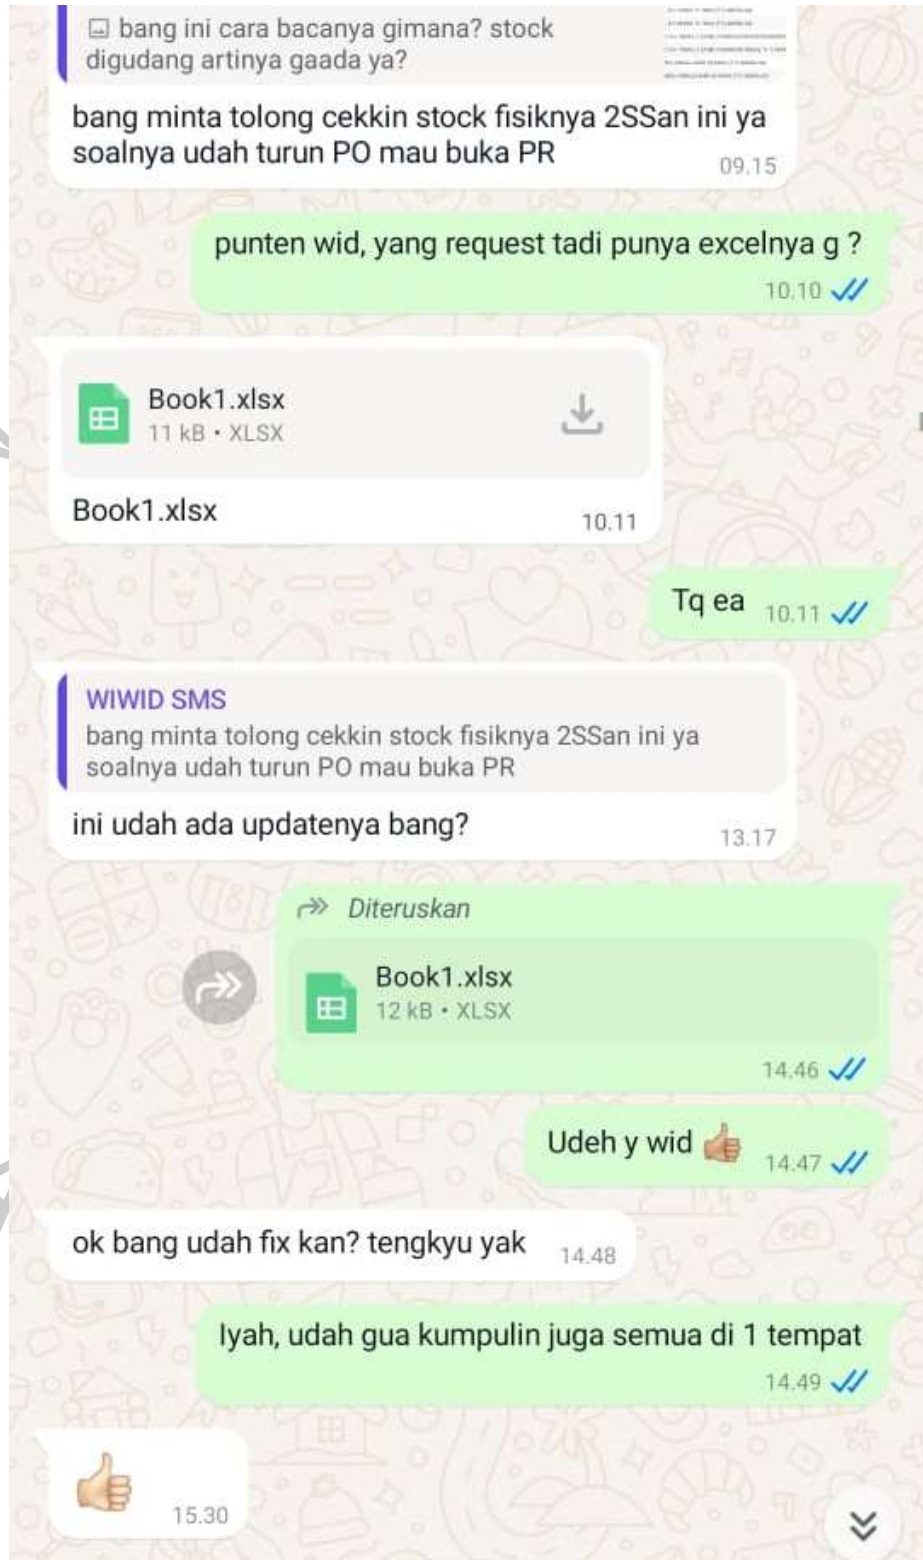 bang ini cara bacanya gimana? stock
digudang artinya gaada ya?
bang minta tolong cekkin stock fisiknya 2SSan ini ya
soalnya udah turun PO mau buka PR
09.15
punten wid, yang request tadi punya excelnya g ?
10.10
Book1.xlsx
11 kB • XLSX
Book1.xlsx
10.11
Tq ea
10.11
WIWID SMS
bang minta tolong cekkin stock fisiknya 2SSan ini ya
soalnya udah turun PO mau buka PR
ini udah ada updatenya bang?
13.17
Diteruskan
Book1.xlsx
12 kB • XLSX
14.46
Udeh y wid 👍
14.47
ok bang udah fix kan? tengkyu yak
14.48
Iyah, udah gua kumpulin juga semua di 1 tempat
14.49
👍
15.30